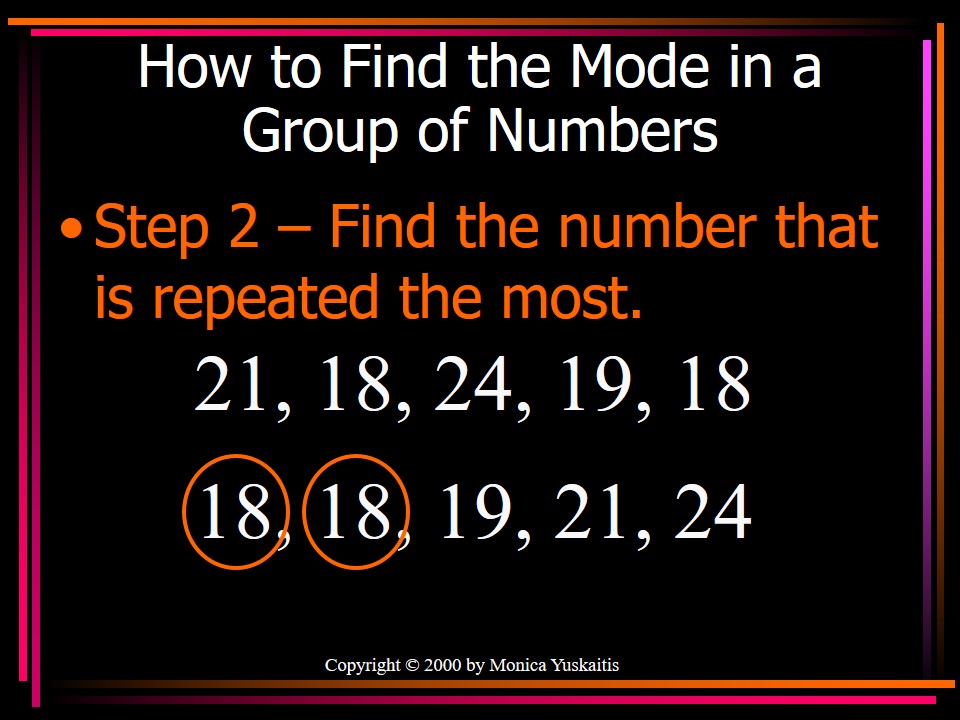 How to Find the Mode in a
Group of Numbers
• Step 2 – Find the number that
is repeated the most.
21, 18, 24, 19, 18
18, 18, 19, 21, 24
Copyright © 2000 by Monica Yuskaitis